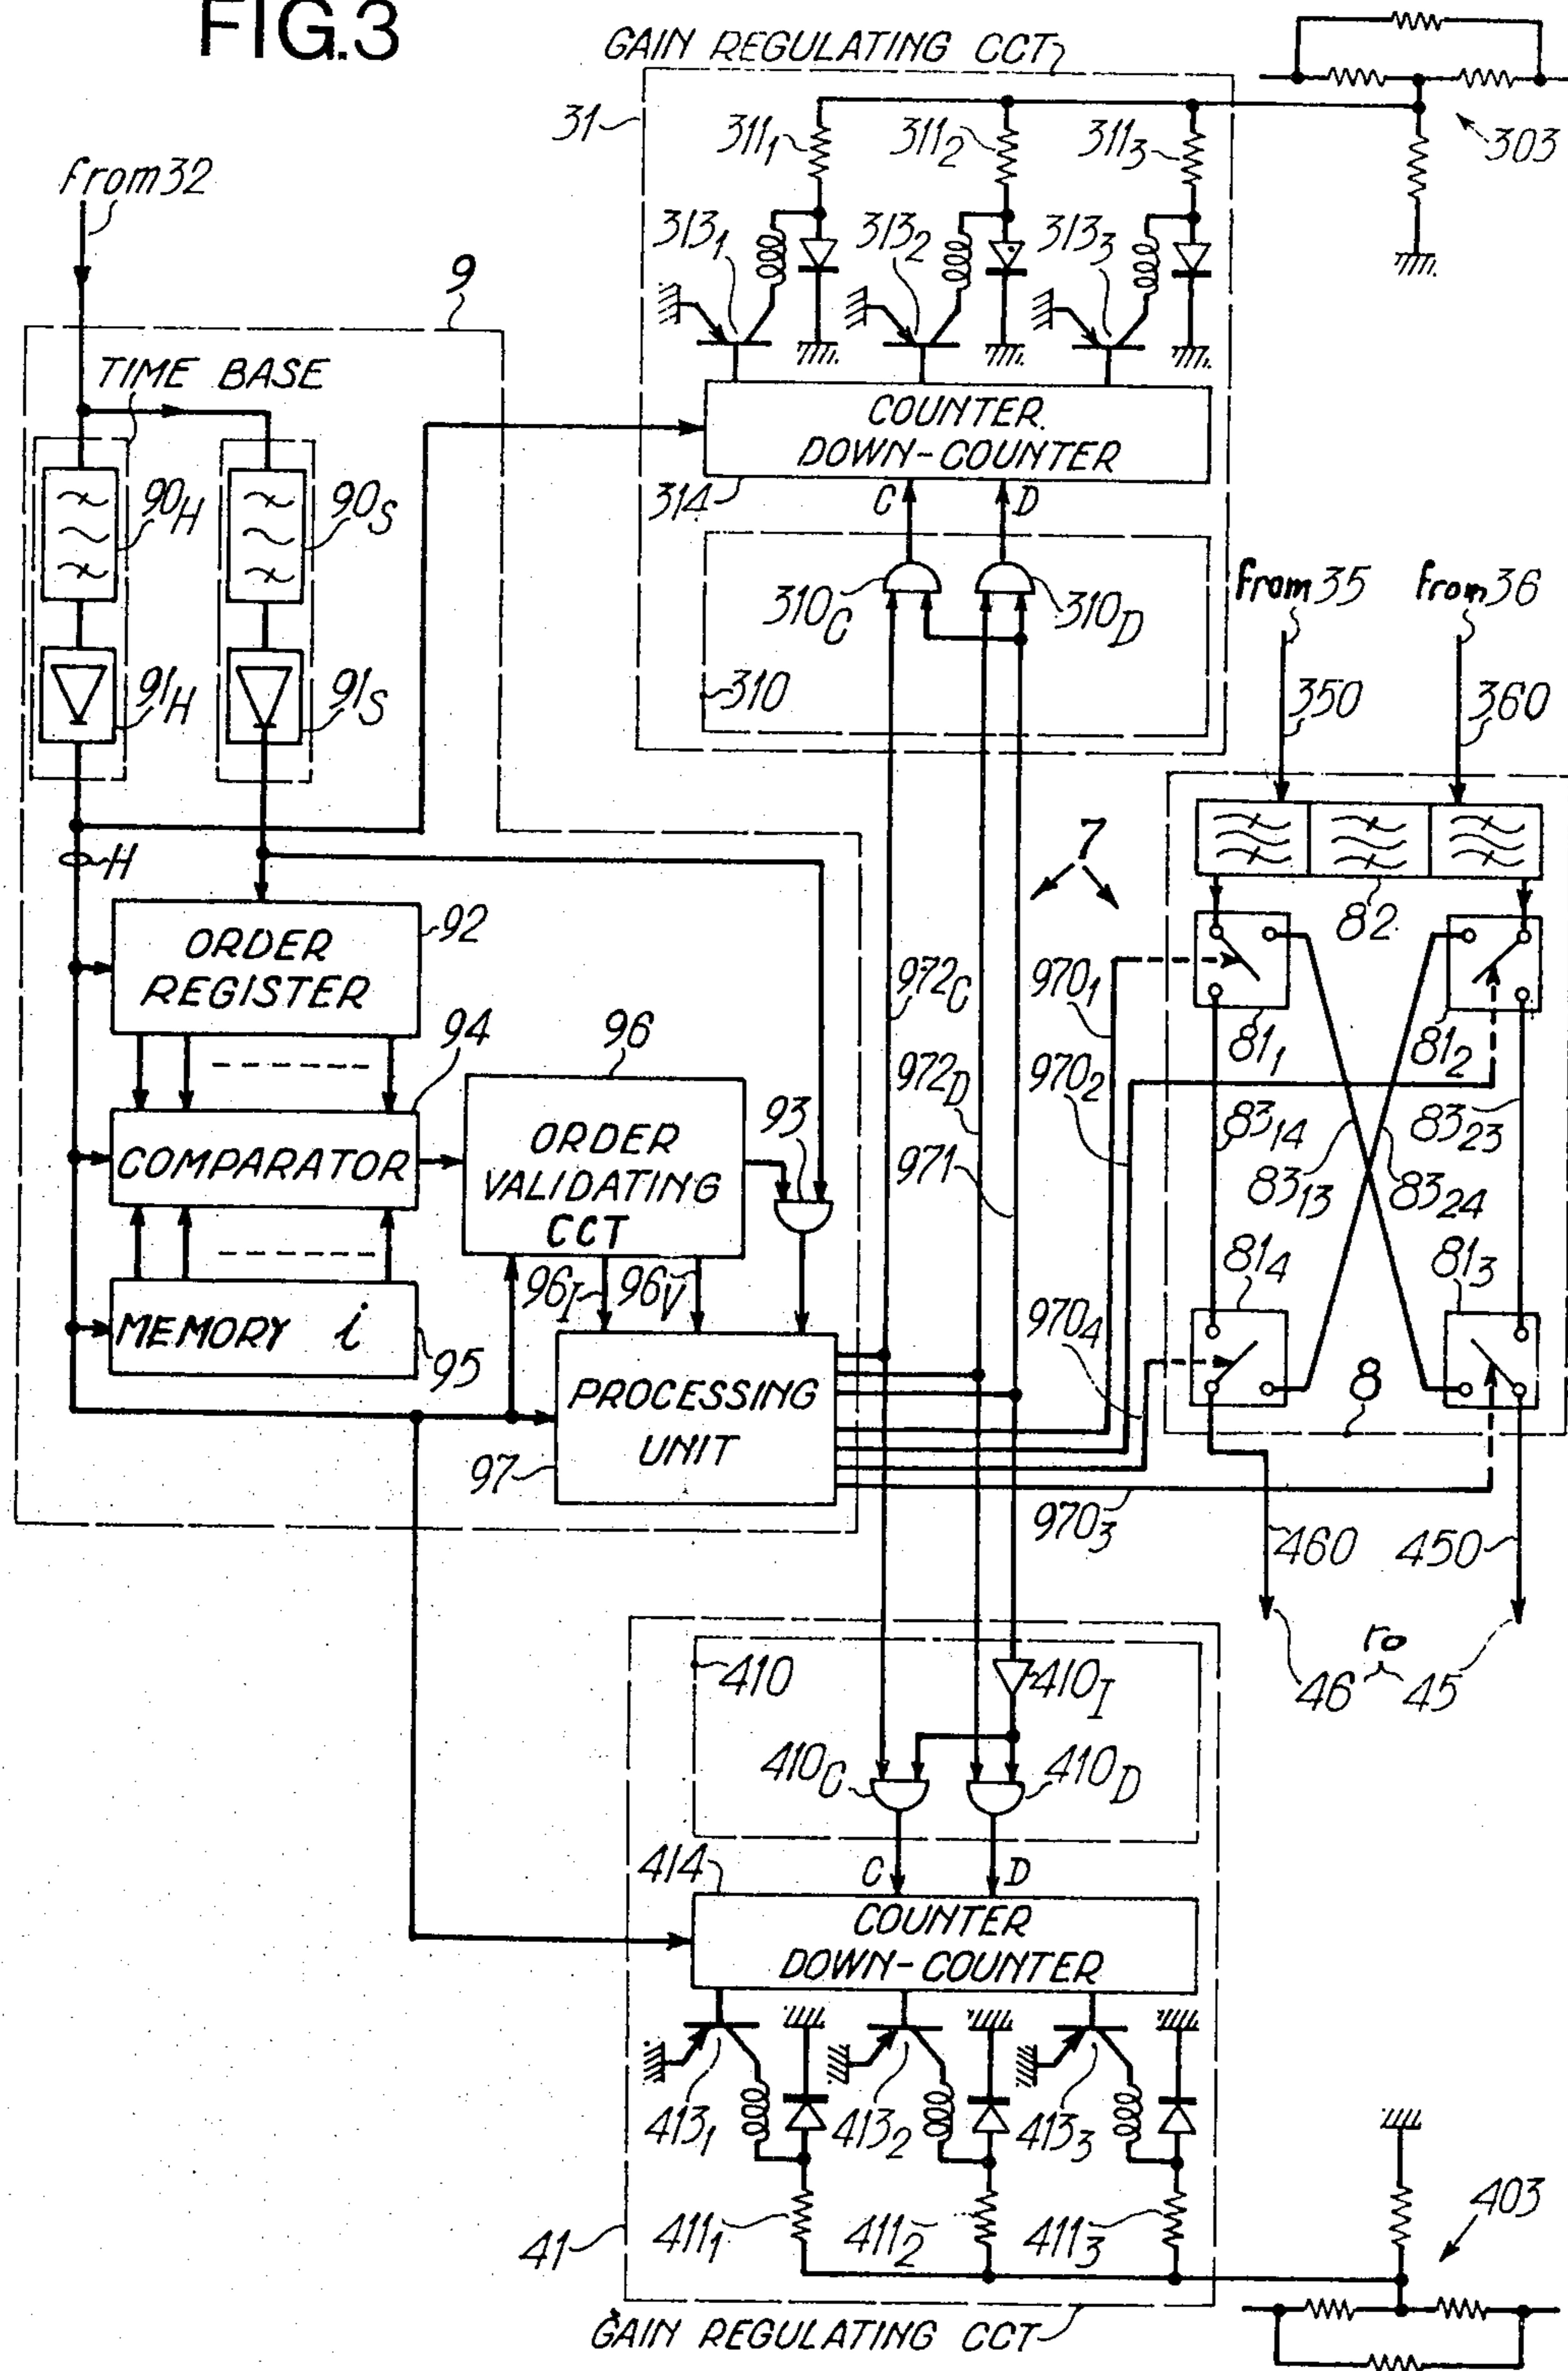 FIG.3
GAIN REGULATING CCT
31
311₁
311₂
311₃
303
from 32
313₁
313₂
313₃
9
TIME BASE
COUNTER.
DOWN-COUNTER
314
C
D
90H
90S
310C
310D
from 35
from 36
91H
91S
310
350
360
H
7
82
ORDER
REGISTER
92
972C
970₁
81₁
81₂
94
96
972D
970₂
93
COMPARATOR
ORDER
VALIDATING
CCT
971
83₁₄
83₂₃
83₁₃
83₂₄
96I
96V
81₄
81₃
MEMORY i
95
970₄
8
PROCESSING
UNIT
97
970₃
460
450
410
410I
to
46
45
410C
410D
414
C
D
COUNTER
DOWN-COUNTER
413₁
413₂
413₃
41
411₁
411₂
411₃
403
GAIN REGULATING CCT